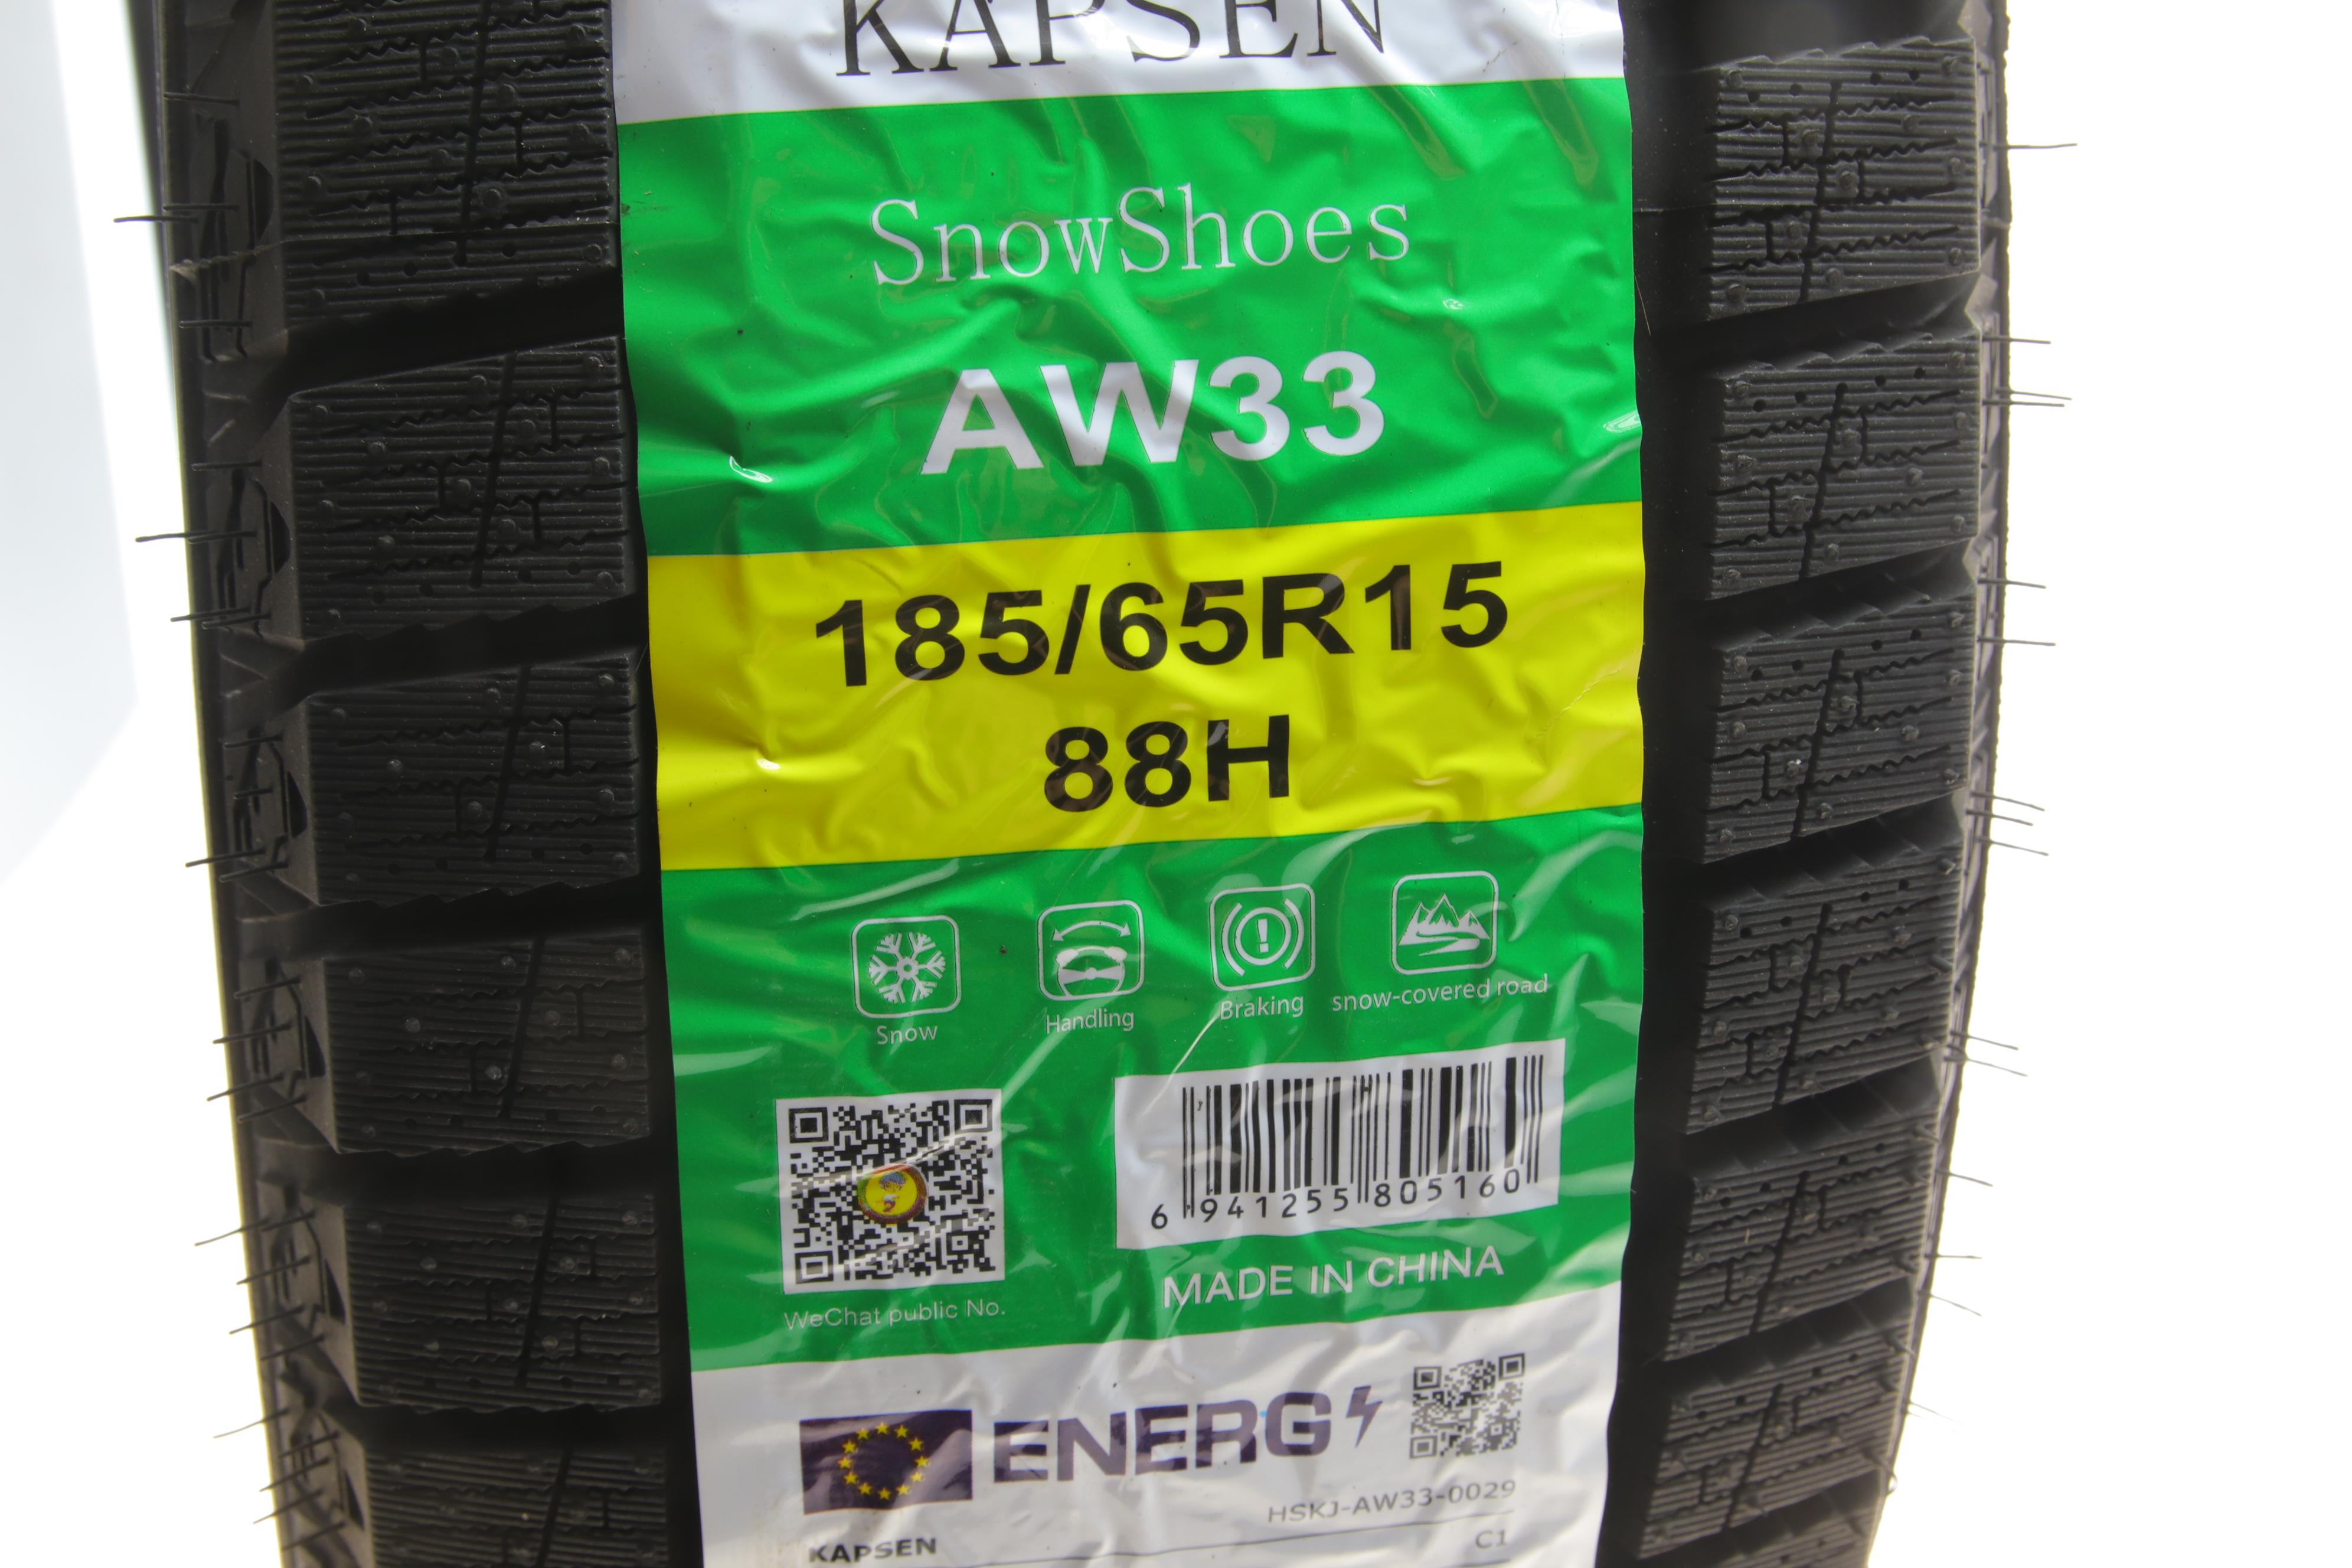 KAPSEN
SnowShoes
AW33
185/65R15
88H
Snow
Handling
Braking
snow-covered road
6 941255 805160
WeChat public No.
MADE IN CHINA
ENERG
HSKJ-AW33-0029
KAPSEN
C1